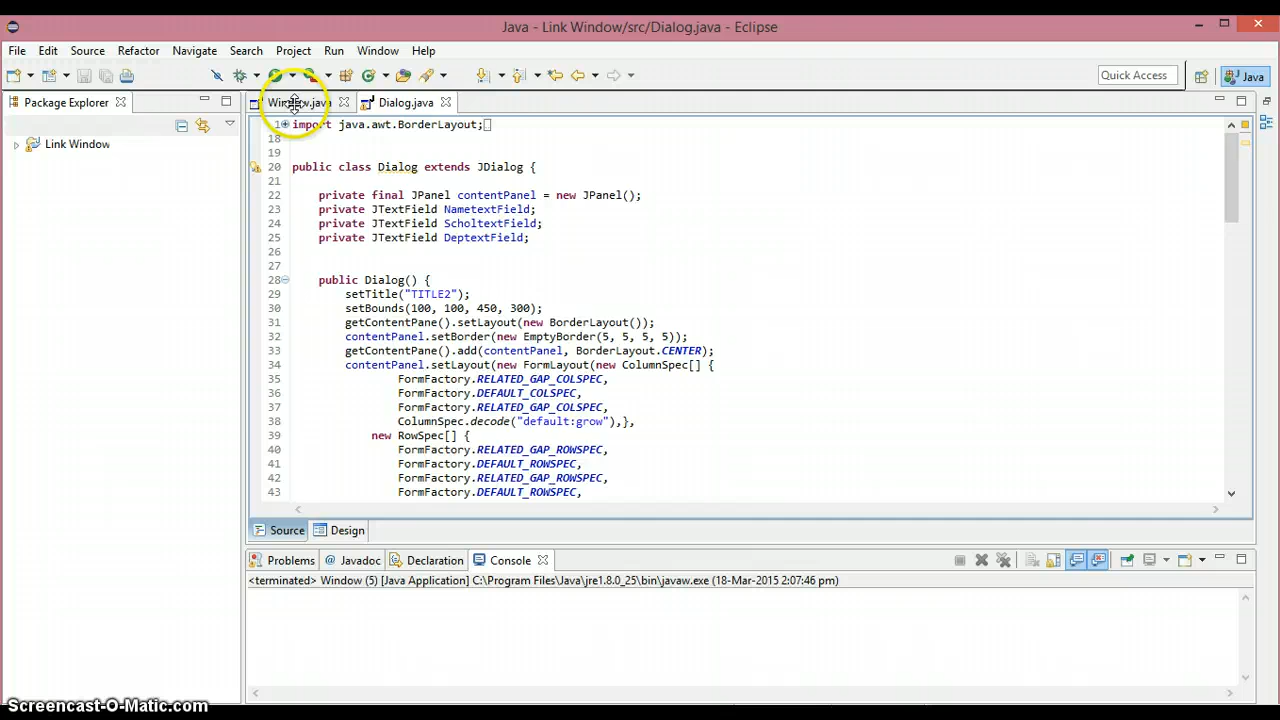 Java - Link Window/src/Dialog.java - Eclipse
File Edit Source Refactor Navigate Search Project Run Window Help
Quick Access
Java
Package Explorer
Window.java
Dialog.java
Link Window
1 import java.awt.BorderLayout;
18
19
20 public class Dialog extends JDialog {
21
22 private final JPanel contentPanel = new JPanel();
23 private JTextField NametextField;
24 private JTextField ScholtextField;
25 private JTextField DeptextField;
26
27
28 public Dialog() {
29 setTitle("TITLE2");
30 setBounds(100, 100, 450, 300);
31 getContentPane().setLayout(new BorderLayout());
32 contentPanel.setBorder(new EmptyBorder(5, 5, 5, 5));
33 getContentPane().add(contentPanel, BorderLayout.CENTER);
34 contentPanel.setLayout(new FormLayout(new ColumnSpec[] {
35 FormFactory.RELATED_GAP_COLSPEC,
36 FormFactory.DEFAULT_COLSPEC,
37 FormFactory.RELATED_GAP_COLSPEC,
38 ColumnSpec.decode("default:grow"),},
39 new RowSpec[] {
40 FormFactory.RELATED_GAP_ROWSPEC,
41 FormFactory.DEFAULT_ROWSPEC,
42 FormFactory.RELATED_GAP_ROWSPEC,
43 FormFactory.DEFAULT_ROWSPEC,
Source Design
Problems @ Javadoc Declaration Console
<terminated> Window (5) [Java Application] C:\Program Files\Java\jre1.8.0_25\bin\javaw.exe (18-Mar-2015 2:07:46 pm)
Screencast-O-Matic.com